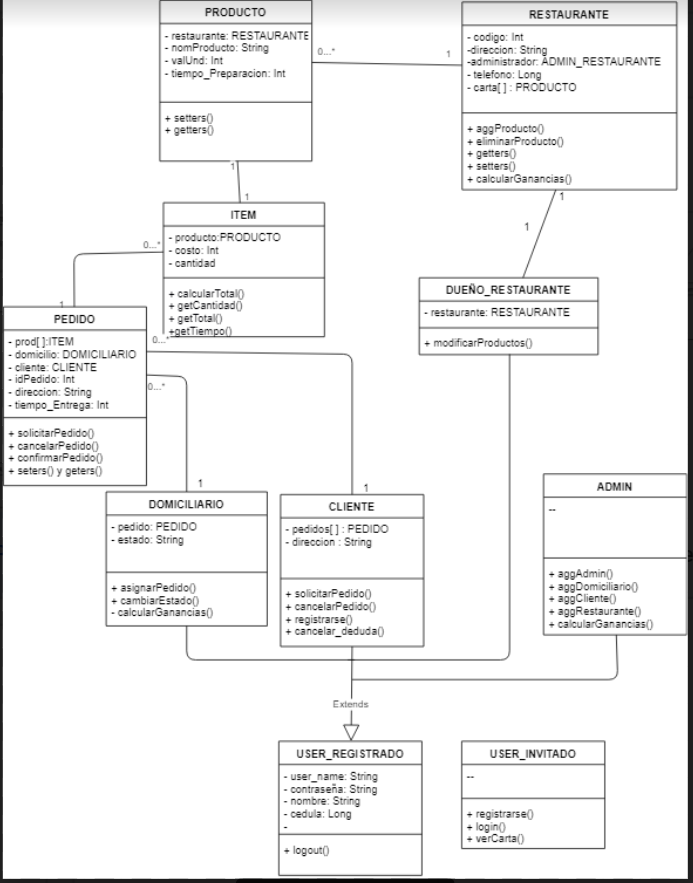 PRODUCTO
- restaurante: RESTAURANTE
- nomProducto: String
- valUnd: Int
- tiempo_Preparacion: Int
+ setters()
+ getters()
0...*
1
RESTAURANTE
- codigo: Int
-direccion: String
-administrador: ADMIN_RESTAURANTE
- telefono: Long
- carta[ ] : PRODUCTO
+ aggProducto()
+ eliminarProducto()
+ getters()
+ setters()
+ calcularGanancias()
1
1
ITEM
- producto:PRODUCTO
- costo: Int
- cantidad
+ calcularTotal()
+ getCantidad()
+ getTotal()
+getTiempo()
0...*
1
1
1
DUEÑO_RESTAURANTE
- restaurante: RESTAURANTE
+ modificarProductos()
PEDIDO
- prod[ ]:ITEM
- domicilio: DOMICILIARIO
- cliente: CLIENTE
- idPedido: Int
- direccion: String
- tiempo_Entrega: Int
+ solicitarPedido()
+ cancelarPedido()
+ confirmarPedido()
+ seters() y geters()
0...*
0...*
1
1
DOMICILIARIO
- pedido: PEDIDO
- estado: String
+ asignarPedido()
+ cambiarEstado()
- calcularGanancias()
CLIENTE
- pedidos[ ] : PEDIDO
- direccion : String
+ solicitarPedido()
+ cancelarPedido()
+ registrarse()
+ cancelar_deduda()
ADMIN
--
+ aggAdmin()
+ aggDomiciliario()
+ aggCliente()
+ aggRestaurante()
+ calcularGanancias()
Extends
USER_REGISTRADO
- user_name: String
- contraseña: String
- nombre: String
- cedula: Long
-
+ logout()
USER_INVITADO
--
+ registrarse()
+ login()
+ verCarta()